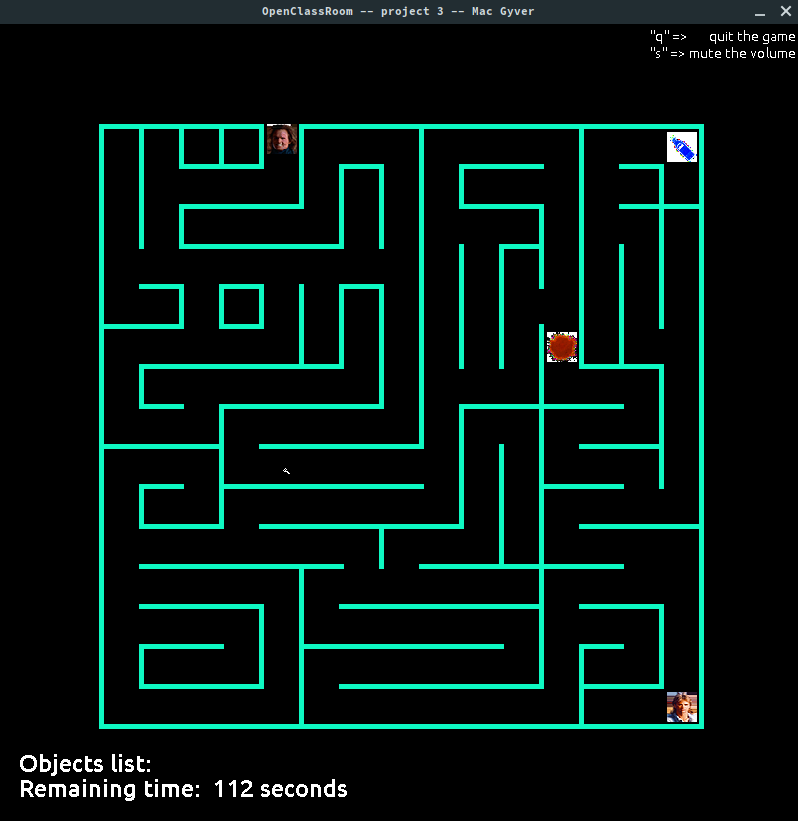 OpenClassRoom -- project 3 -- Mac Gyver
"q" => quit the game
"s" => mute the volume
Objects list:
Remaining time: 112 seconds